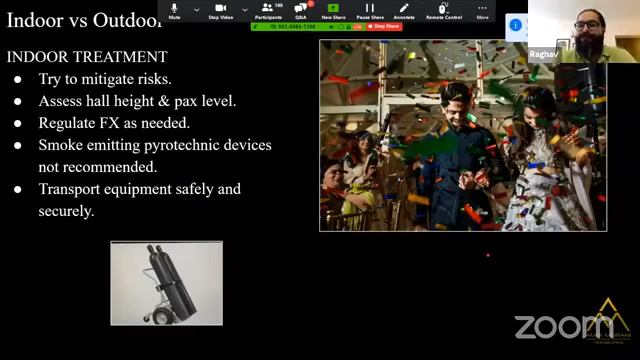 Indoor vs Outdoor
Mute
Stop Video
Participants
188
Q&A
New Share
Pause Share
Annotate
Remote Control
More
Stop Share
Raghav
INDOOR TREATMENT
● Try to mitigate risks.
● Assess hall height & pax level.
● Regulate FX as needed.
● Smoke emitting pyrotechnic devices
not recommended.
● Transport equipment safely and
securely.
zoom